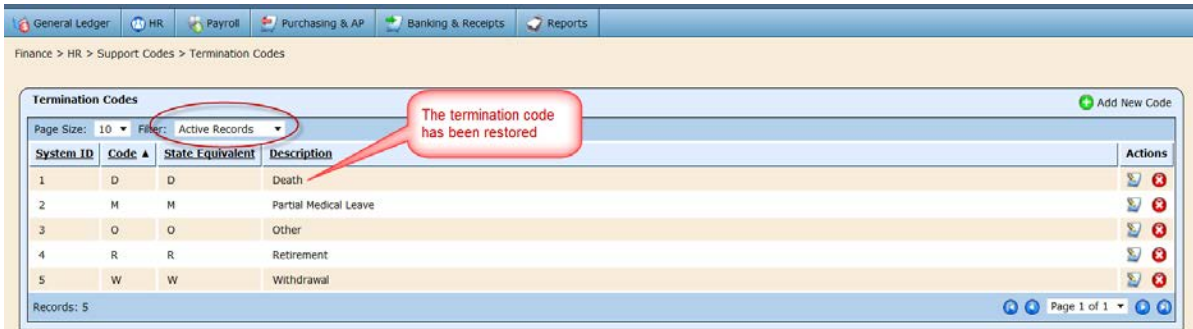 General Ledger HR Payroll Purchasing & AP Banking & Receipts Reports
Finance > HR > Support Codes > Termination Codes
Termination Codes
Add New Code
The termination code
has been restored
Page Size: 10 Filter: Active Records
System ID Code ▲ State Equivalent Description Actions
1 D D Death
2 M M Partial Medical Leave
3 O O Other
4 R R Retirement
5 W W Withdrawal
Records: 5 Page 1 of 1